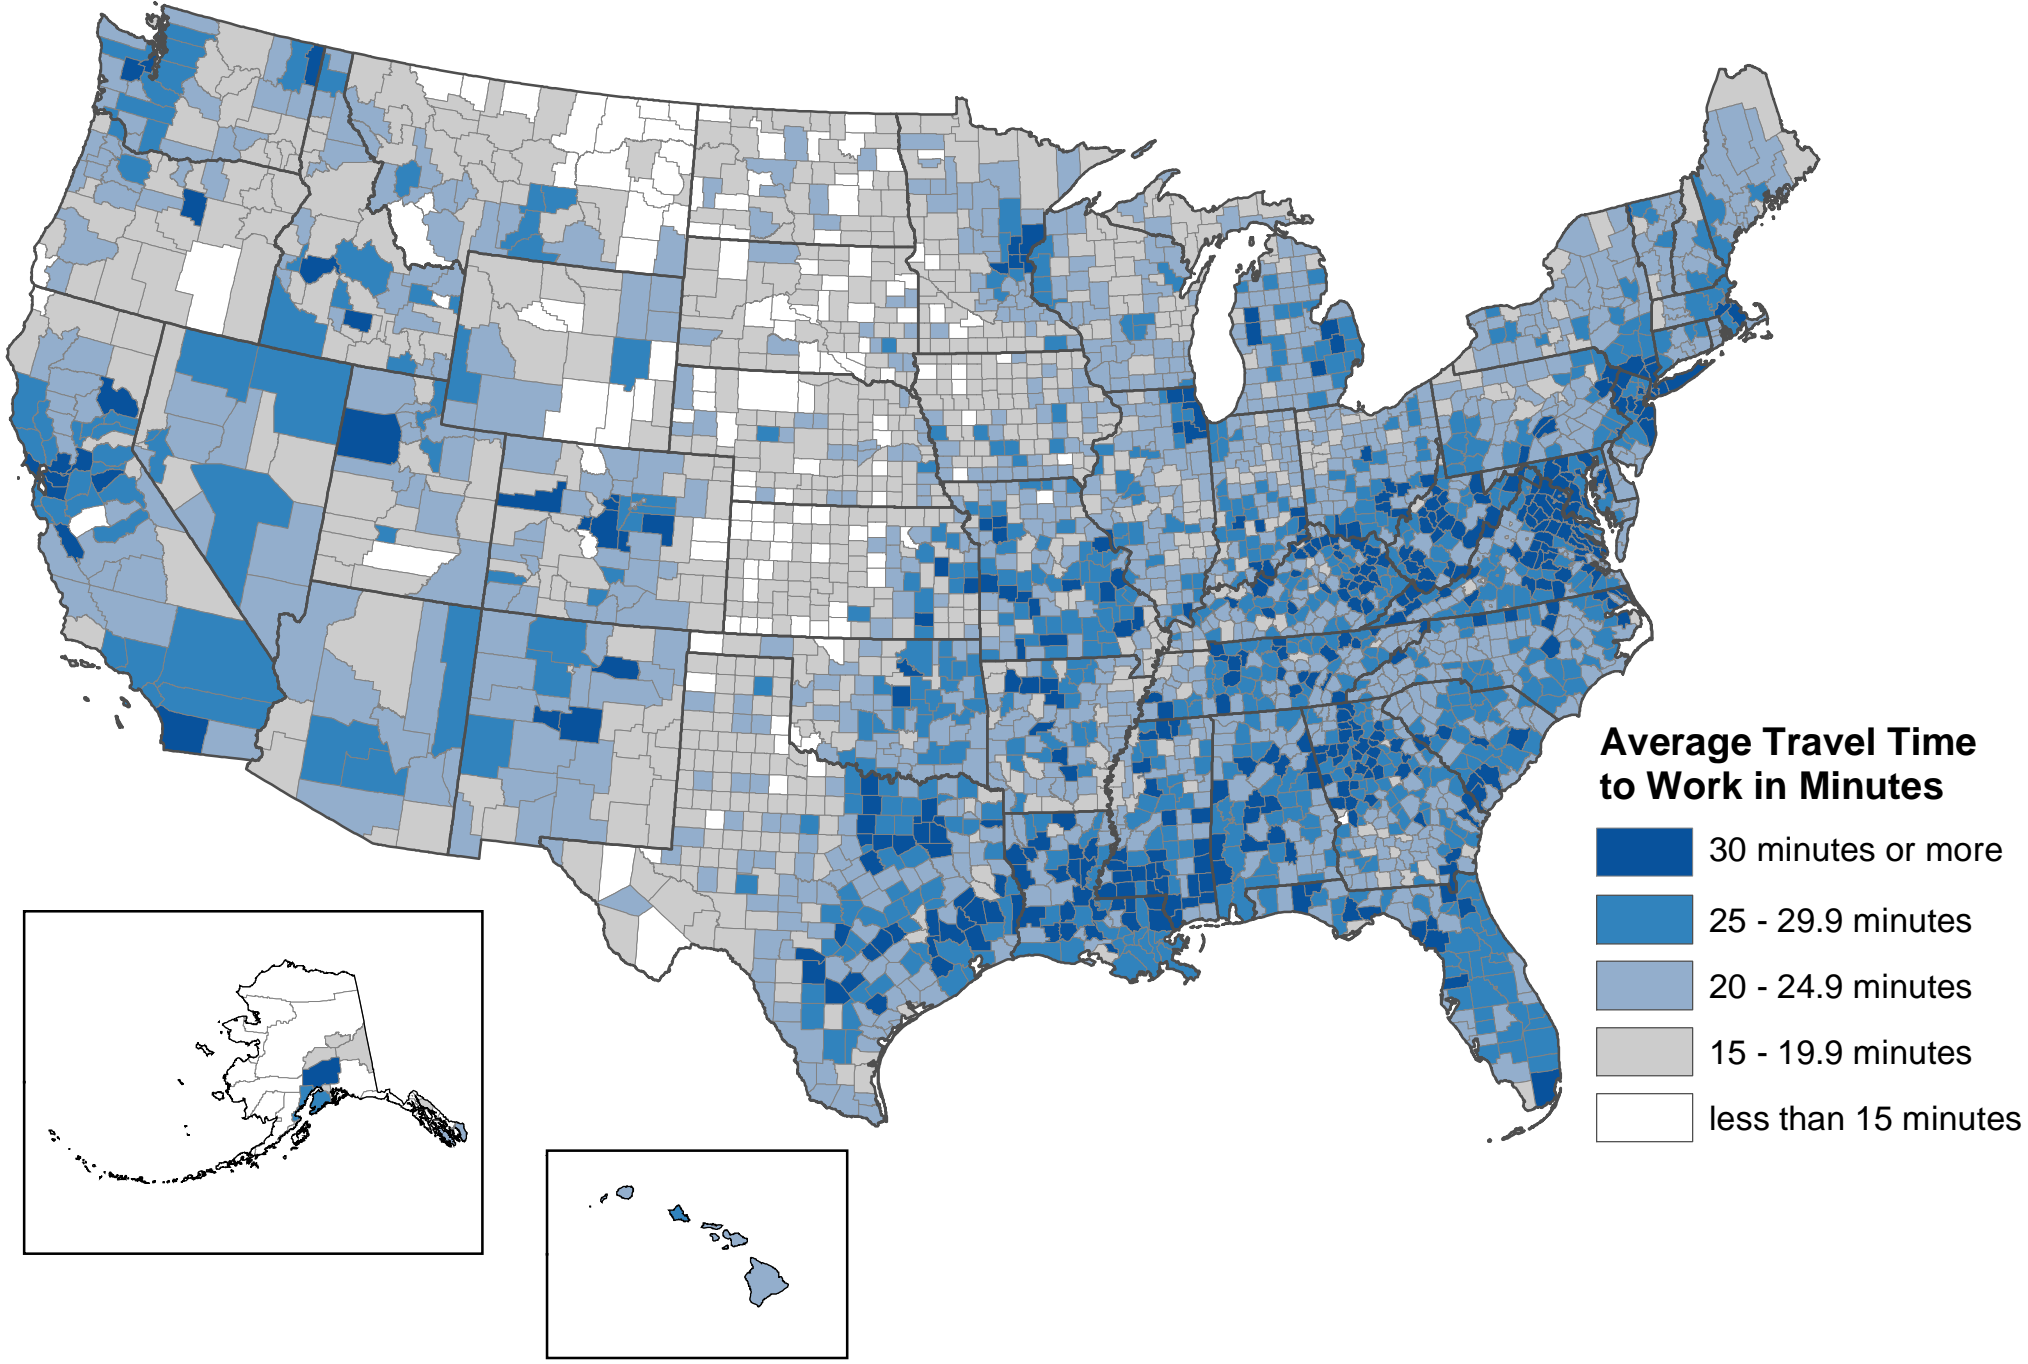 Average Travel Time
to Work in Minutes
30 minutes or more
25 - 29.9 minutes
20 - 24.9 minutes
15 - 19.9 minutes
less than 15 minutes